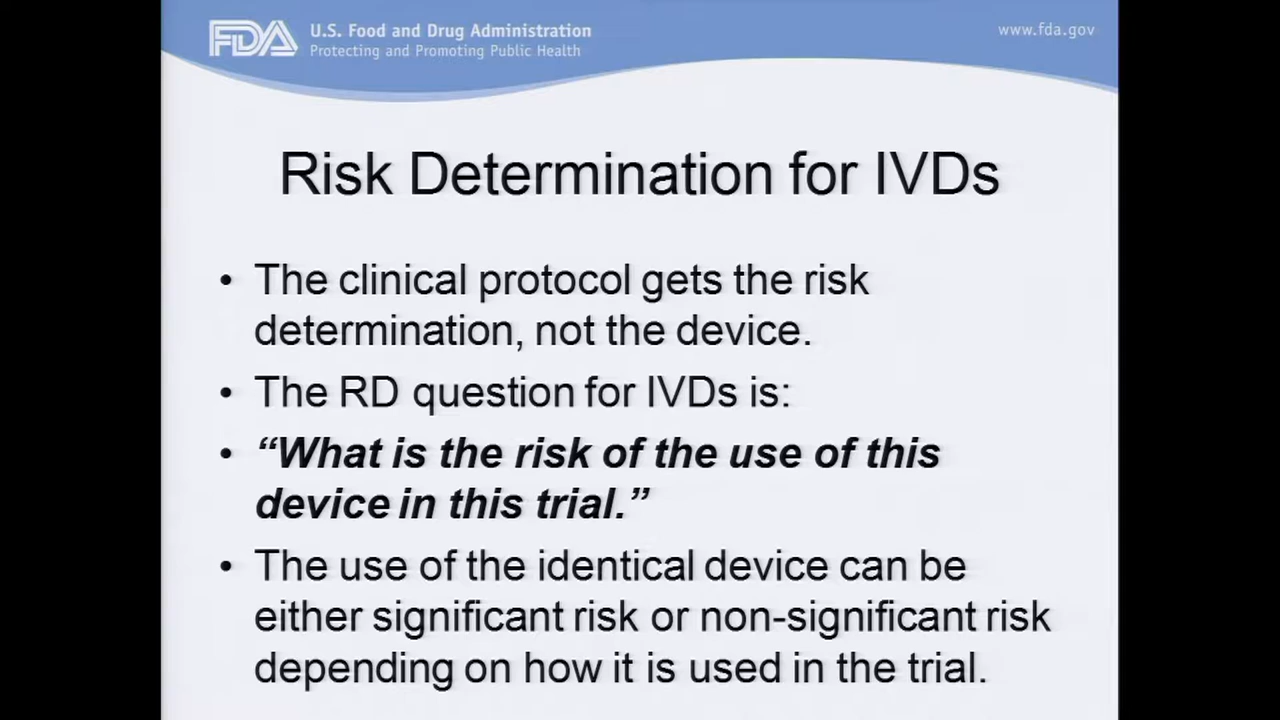 FDA
U.S. Food and Drug Administration
Protecting and Promoting Public Health
www.fda.gov
Risk Determination for IVDs
• The clinical protocol gets the risk
determination, not the device.
• The RD question for IVDs is:
• “What is the risk of the use of this
device in this trial.”
• The use of the identical device can be
either significant risk or non-significant risk
depending on how it is used in the trial.